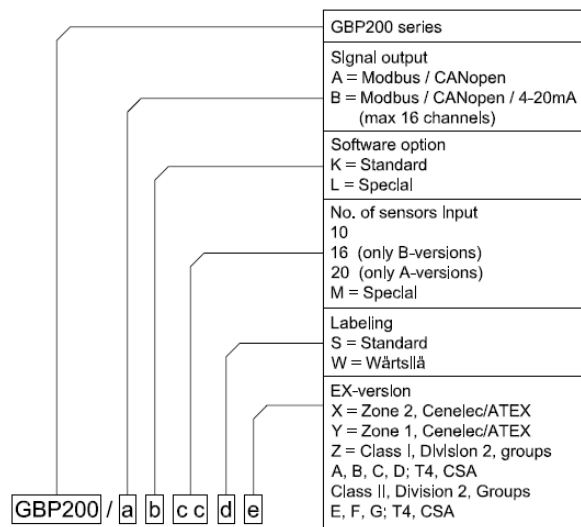 GBP200 series
Signal output
A = Modbus / CANopen
B = Modbus / CANopen / 4-20mA
(max 16 channels)
Software option
K = Standard
L = Special
No. of sensors Input
10
16 (only B-versions)
20 (only A-versions)
M = Special
Labeling
S = Standard
W = Wärtsilä
EX-version
X = Zone 2, Cenelec/ATEX
Y = Zone 1, Cenelec/ATEX
Z = Class I, Division 2, groups
A, B, C, D; T4, CSA
Class II, Division 2, Groups
E, F, G; T4, CSA
GBP200 / a b c c d e